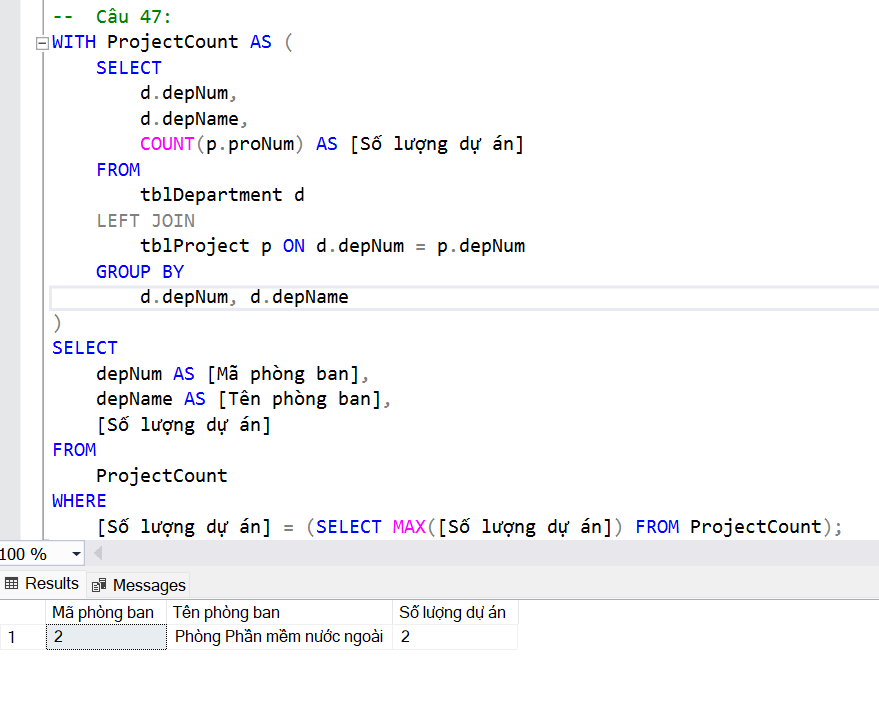 -- Câu 47:
WITH ProjectCount AS (
SELECT
d.depNum,
d.depName,
COUNT(p.proNum) AS [Số lượng dự án]
FROM
tblDepartment d
LEFT JOIN
tblProject p ON d.depNum = p.depNum
GROUP BY
d.depNum, d.depName
)
SELECT
depNum AS [Mã phòng ban],
depName AS [Tên phòng ban],
[Số lượng dự án]
FROM
ProjectCount
WHERE
[Số lượng dự án] = (SELECT MAX([Số lượng dự án]) FROM ProjectCount);
100 %
Results Messages
Mã phòng ban Tên phòng ban Số lượng dự án
1 2 Phòng Phần mềm nước ngoài 2